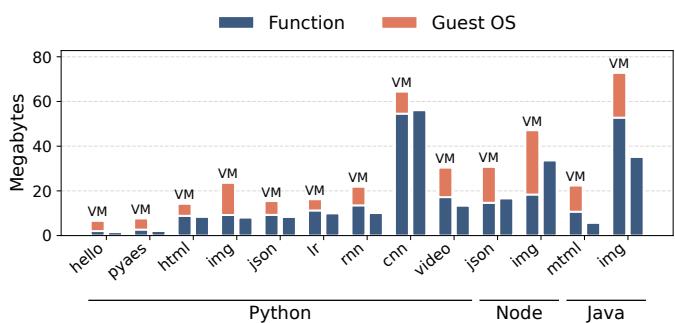 Function Guest OS
Megabytes
80
60
40
20
0
VM VM VM VM VM VM VM VM VM VM VM VM VM
hello pyaes html img json lr rnn cnn video json img mtml img
Python Node Java